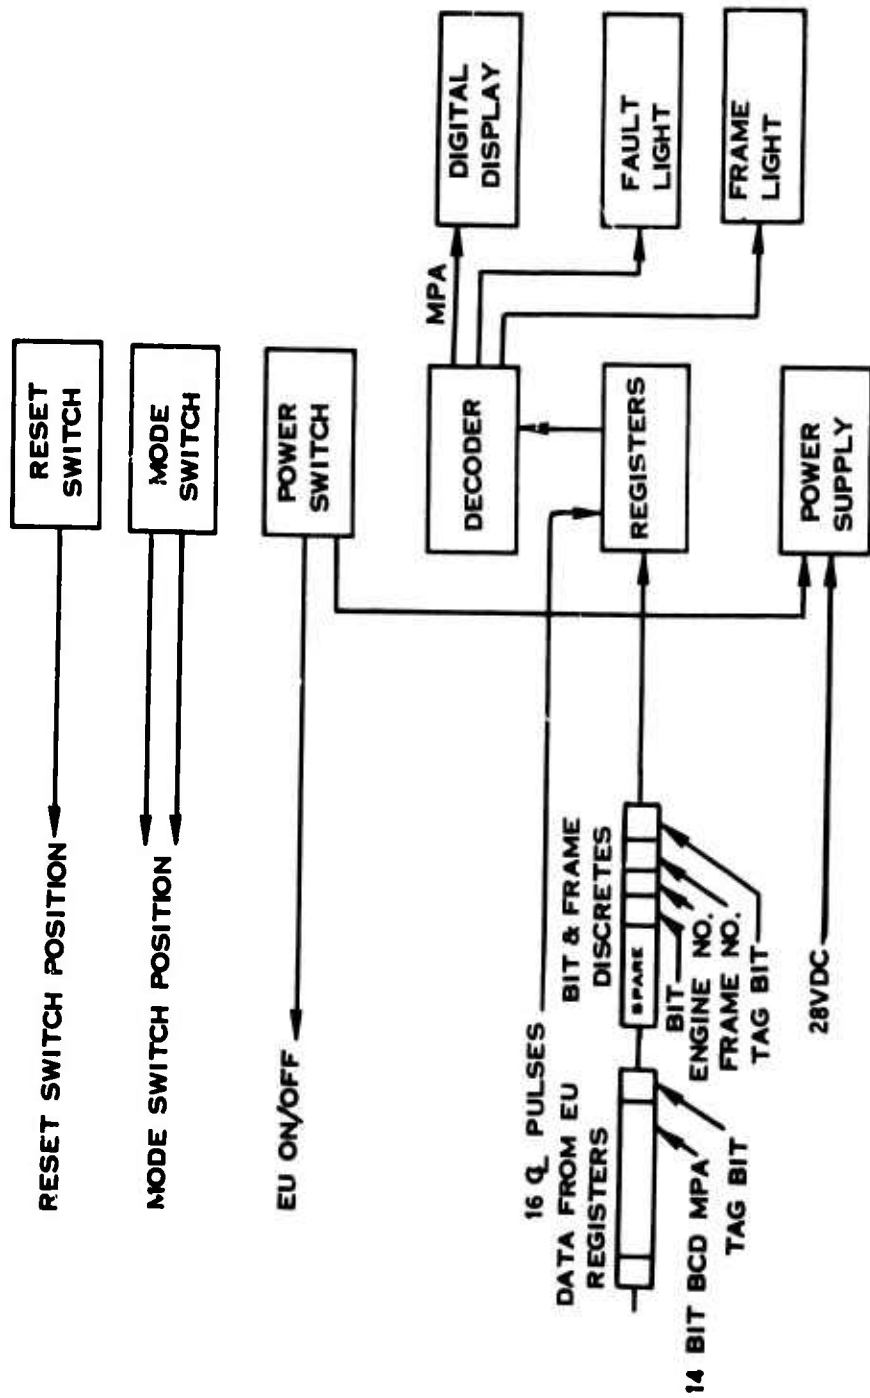 RESET SWITCH POSITION
RESET
SWITCH
MODE SWITCH POSITION
MODE
SWITCH
EU ON/OFF
POWER
SWITCH
MPA
DIGITAL
DISPLAY
DECODER
FAULT
LIGHT
FRAME
LIGHT
16 PULSES
DATA FROM EU
REGISTERS
BIT & FRAME
DISCRETES
SPARE
REGISTERS
14 BIT BCD MPA
TAG BIT
BIT
ENGINE NO.
FRAME NO.
TAG BIT
28VDC
POWER
SUPPLY